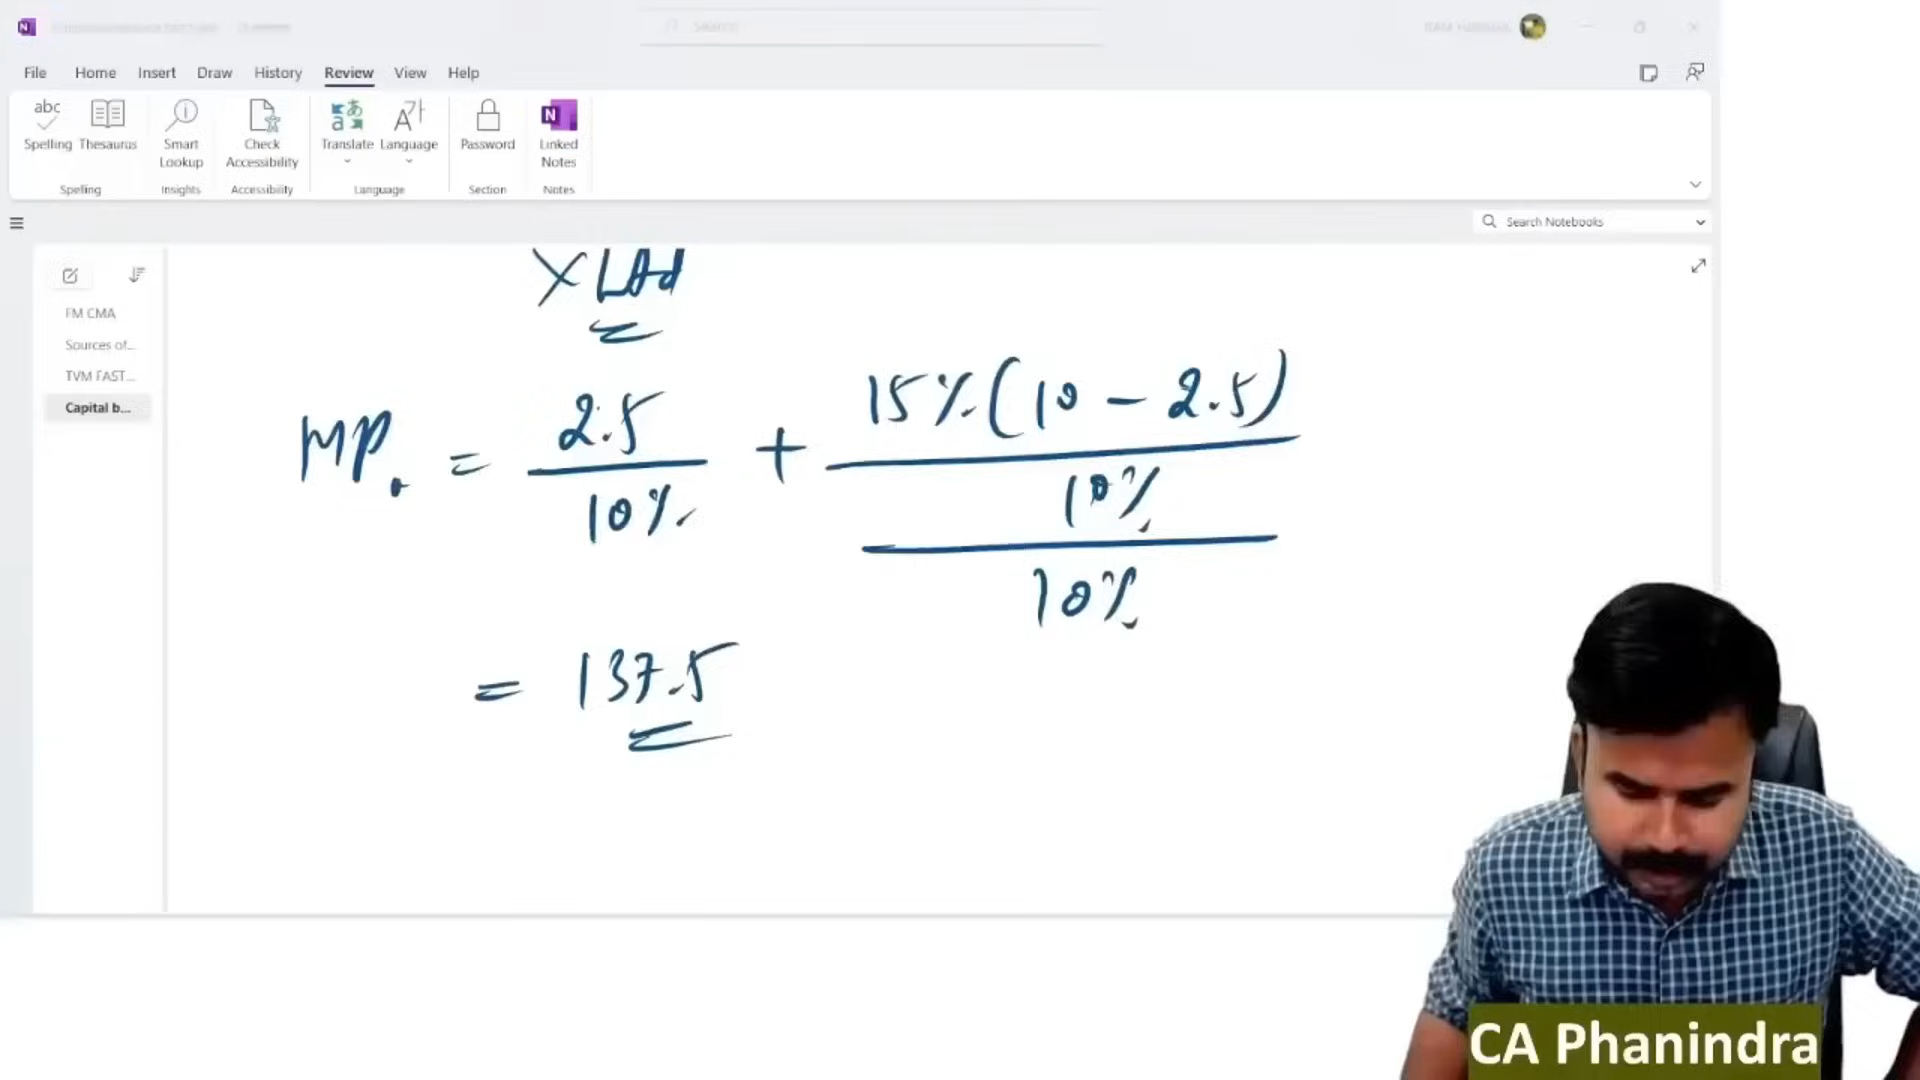 Search
File Home Insert Draw History Review View Help
abc
Spelling Thesaurus Smart Lookup Check Accessibility Translate Language Password Linked Notes
Spelling Insights Accessibility Language Section Notes
Search Notebooks
FM CMA
Sources of...
TVM FAST...
Capital b...
X Ltd
MP₀ = 2.5 / 10% + 15% (10 - 2.5) / 10% / 10%
= 137.5
CA Phanindra